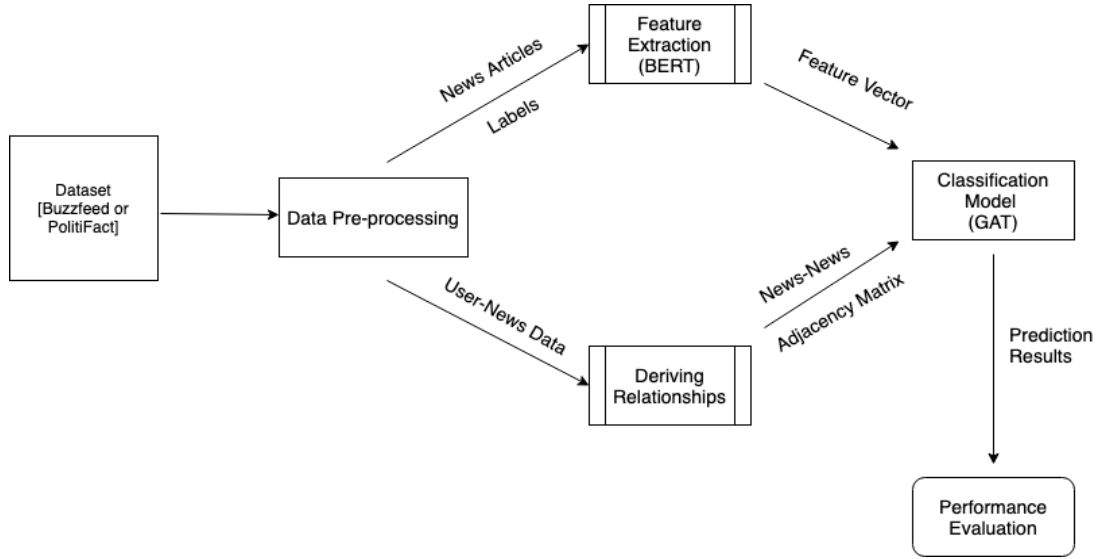 Dataset
[Buzzfeed or
PolitiFact]
Data Pre-processing
News Articles
Labels
Feature
Extraction
(BERT)
Feature Vector
User-News Data
Deriving
Relationships
News-News
Adjacency Matrix
Classification
Model
(GAT)
Prediction
Results
Performance
Evaluation